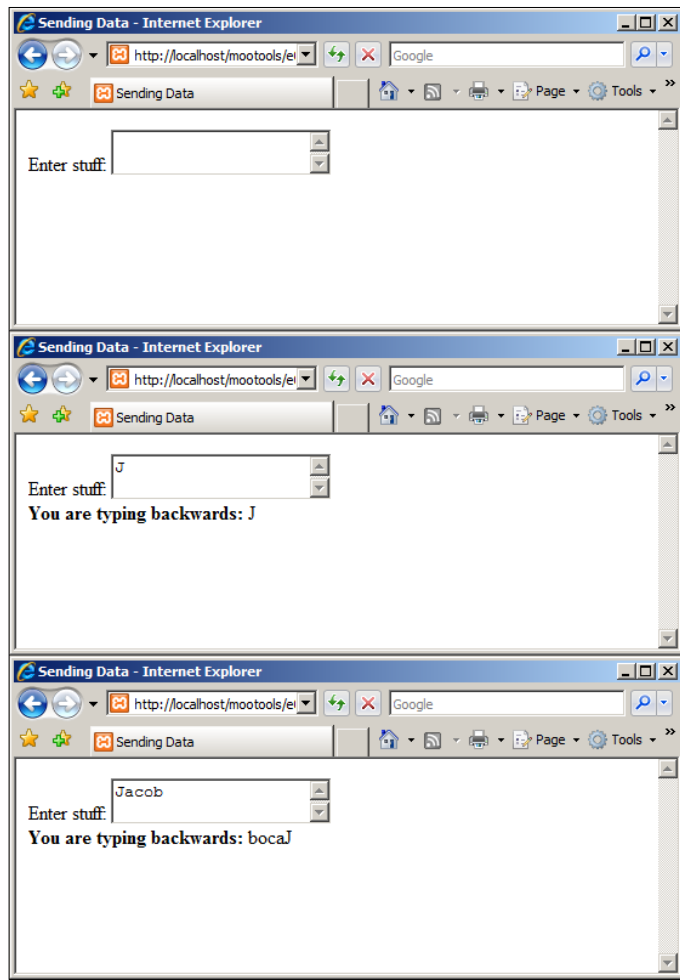 Sending Data - Internet Explorer
http://localhost/mootools/e
Google
Sending Data
Page
Tools
»
Enter stuff:
Sending Data - Internet Explorer
http://localhost/mootools/e
Google
Sending Data
Page
Tools
»
J
Enter stuff:
You are typing backwards: J
Sending Data - Internet Explorer
http://localhost/mootools/e
Google
Sending Data
Page
Tools
»
Jacob
Enter stuff:
You are typing backwards: bocaJ